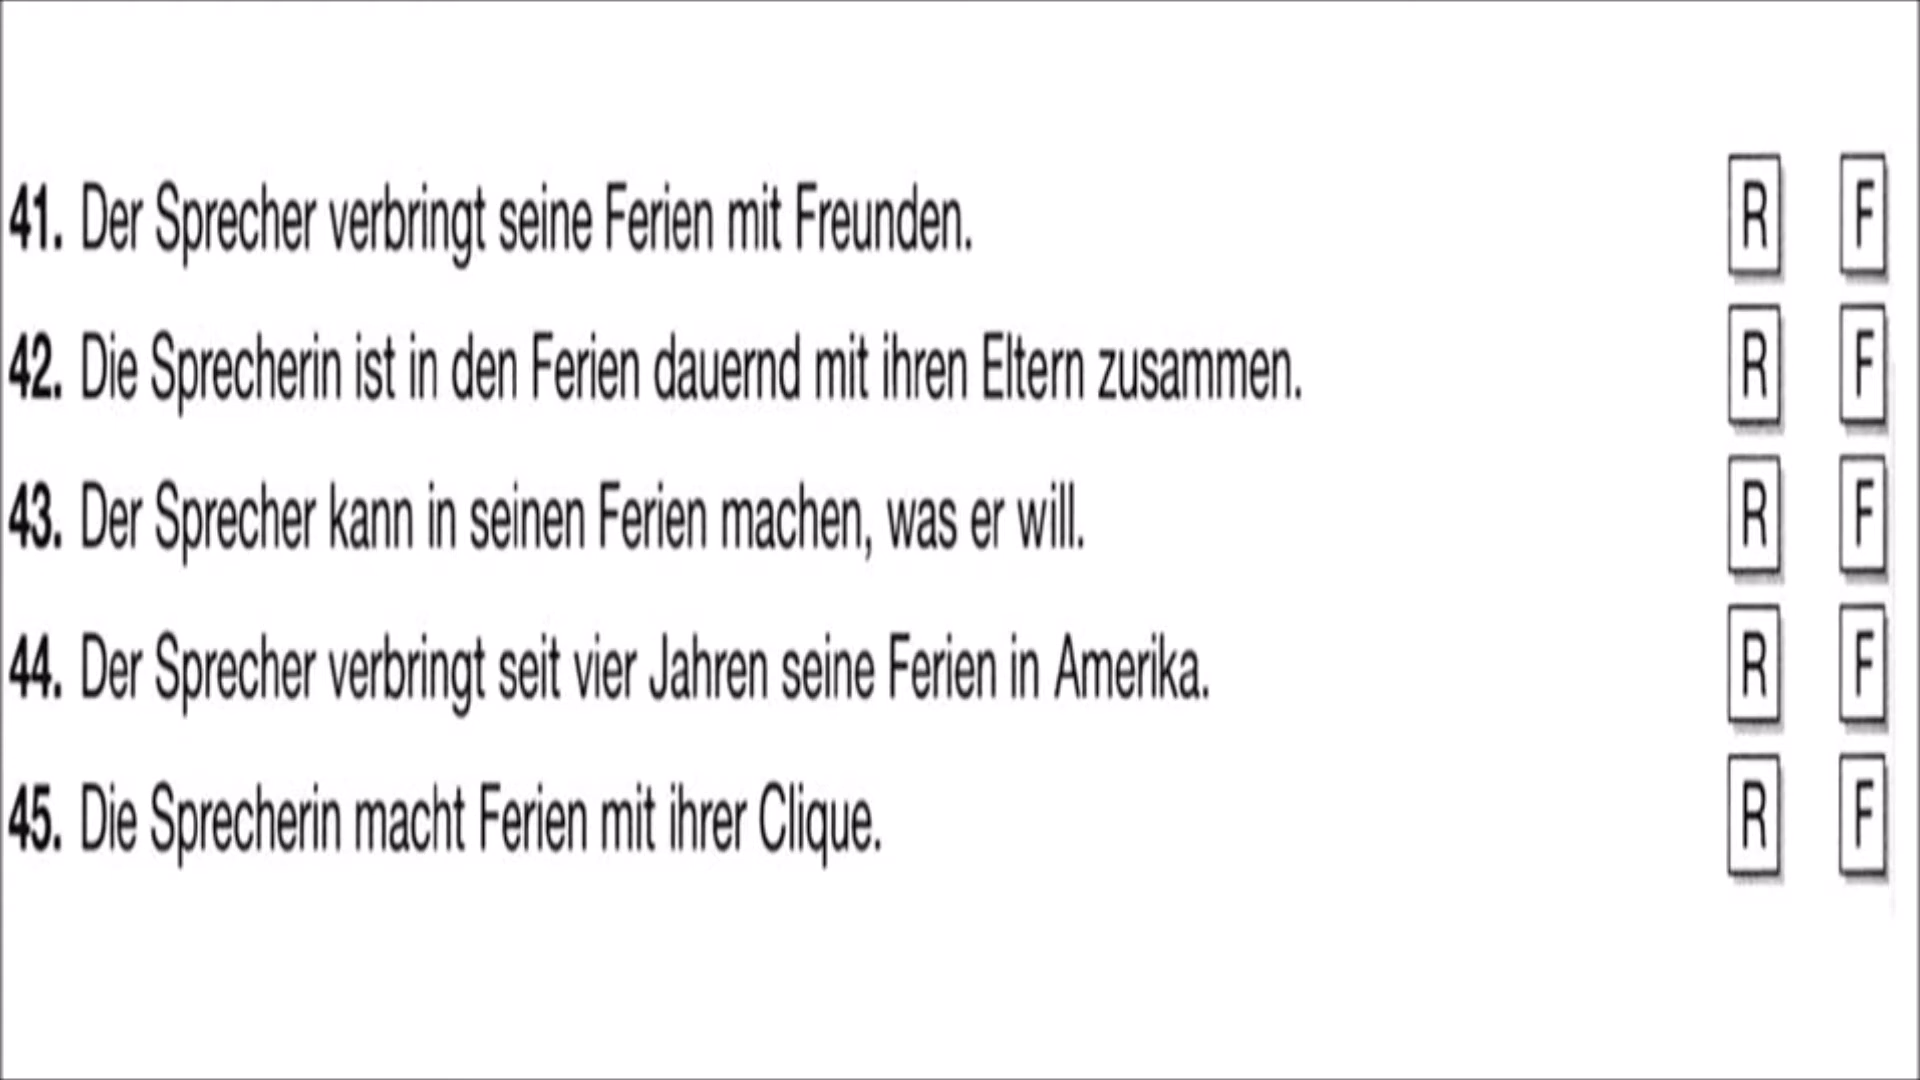 41. Der Sprecher verbringt seine Ferien mit Freunden. R F
42. Die Sprecherin ist in den Ferien dauernd mit ihren Eltern zusammen. R F
43. Der Sprecher kann in seinen Ferien machen, was er will. R F
44. Der Sprecher verbringt seit vier Jahren seine Ferien in Amerika. R F
45. Die Sprecherin macht Ferien mit ihrer Clique. R F